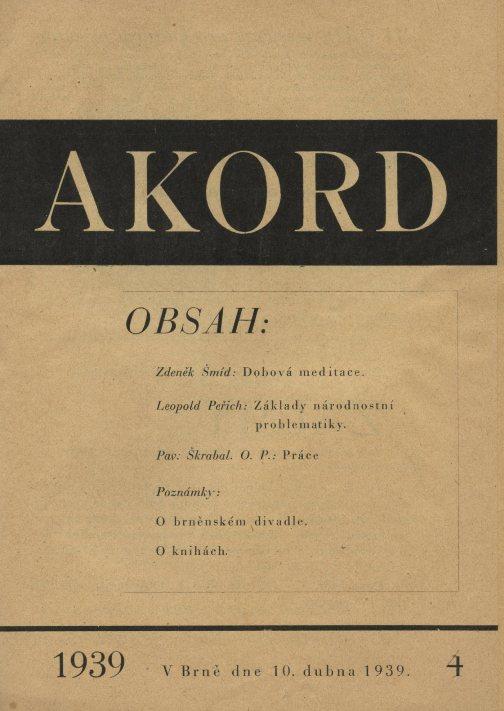 AKORD
OBSAH:
Zdeněk Šmíd: Dobová meditace.
Leopold Peřich: Základy národnostní
problematiky.
Pav: Škrabal. O. P.: Práce
Poznámky:
O brněnském divadle.
O knihách.
1939 V Brně dne 10. dubna 1939. 4